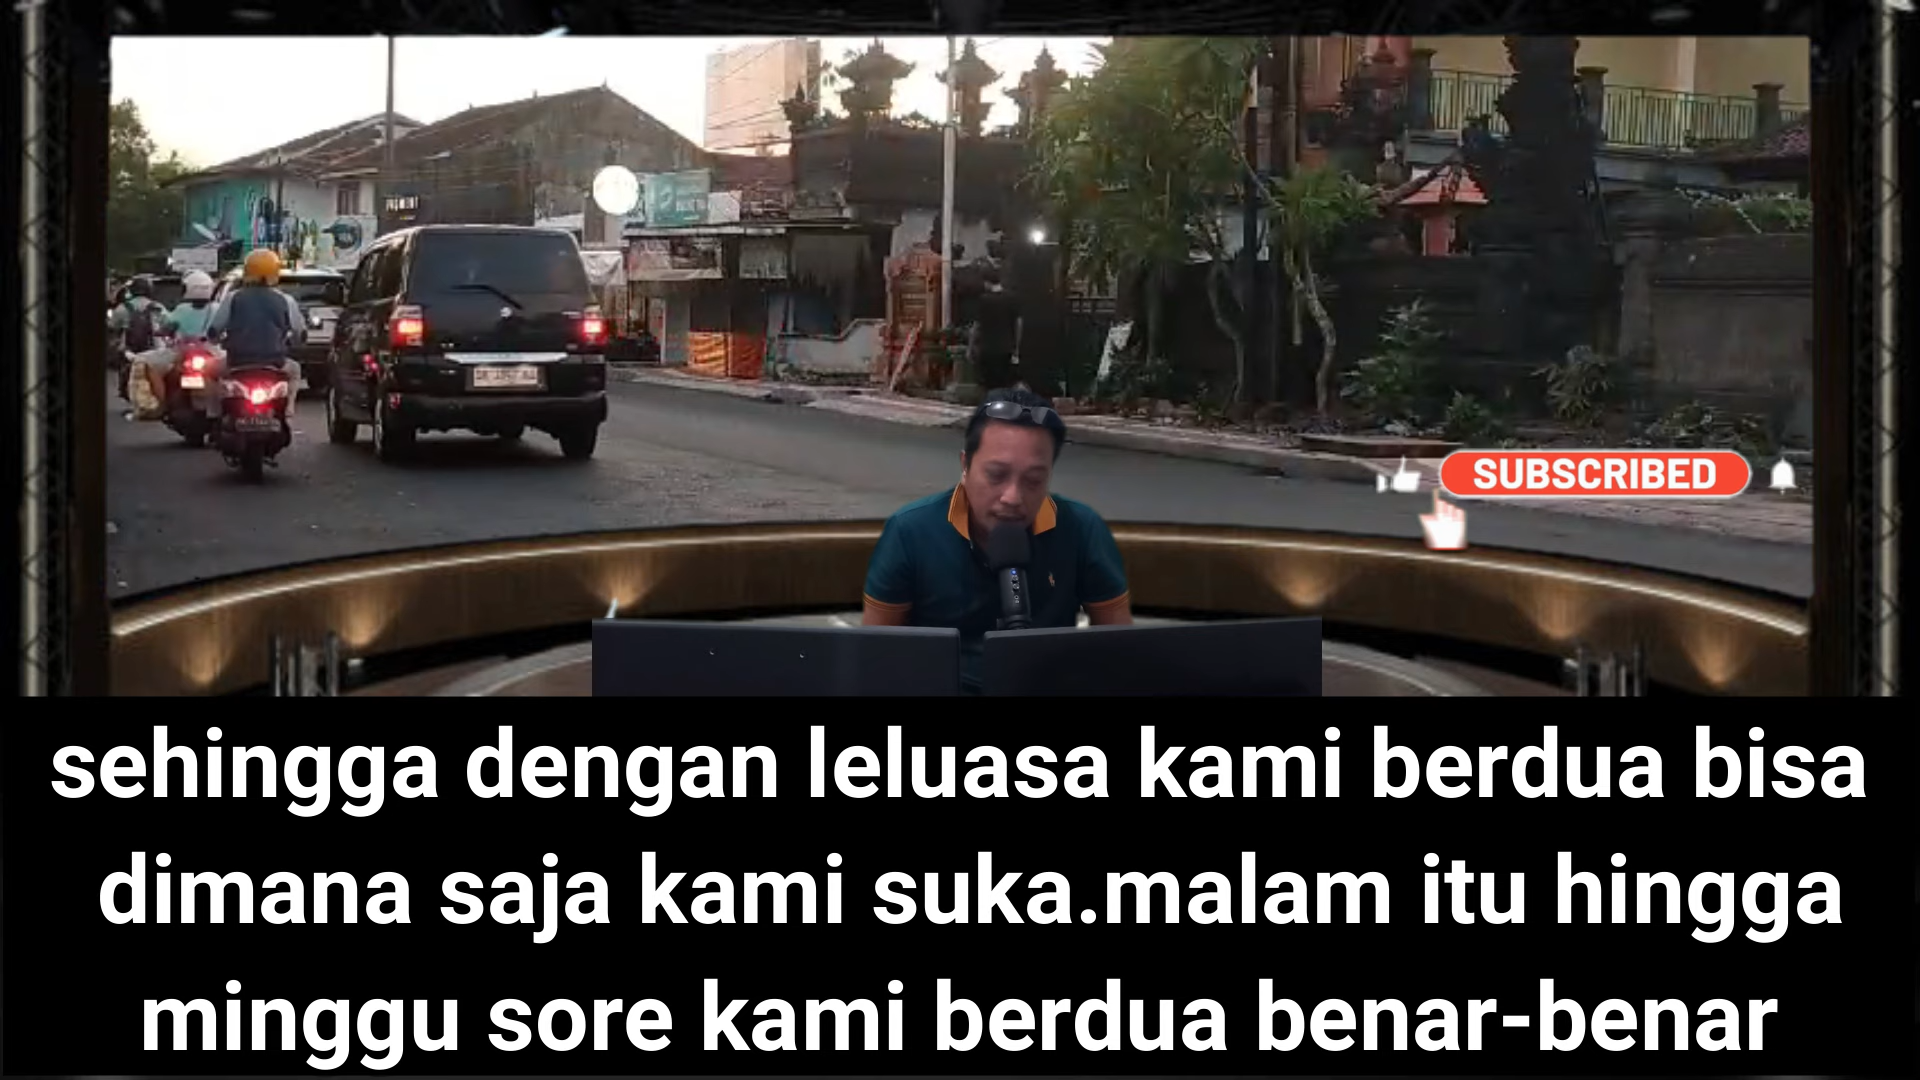 SUBSCRIBED
sehingga dengan leluasa kami berdua bisa
dimana saja kami suka.malam itu hingga
minggu sore kami berdua benar-benar